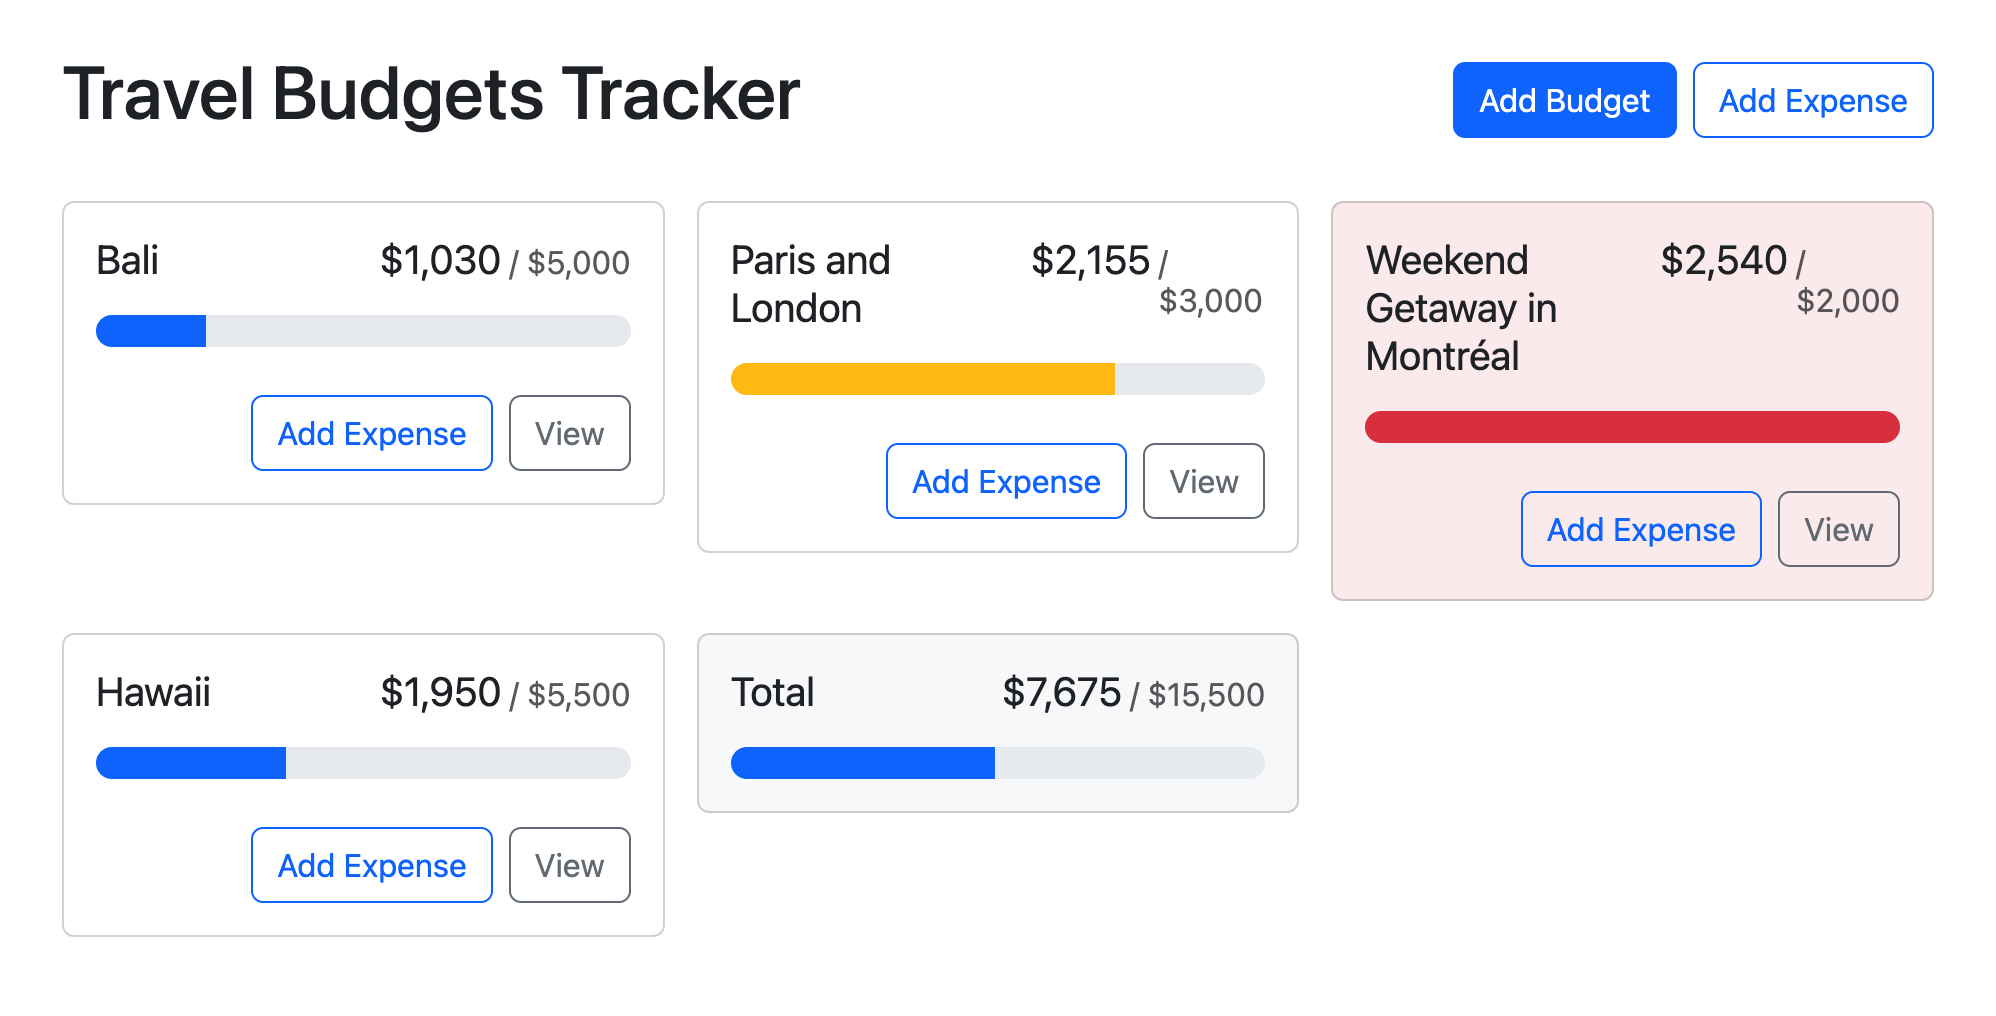 Travel Budgets Tracker
Add Budget
Add Expense
Bali
$1,030 / $5,000
Add Expense
View
Paris and
London
$2,155 /
$3,000
Add Expense
View
Weekend
Getaway in
Montréal
$2,540 /
$2,000
Add Expense
View
Hawaii
$1,950 / $5,500
Add Expense
View
Total
$7,675 / $15,500